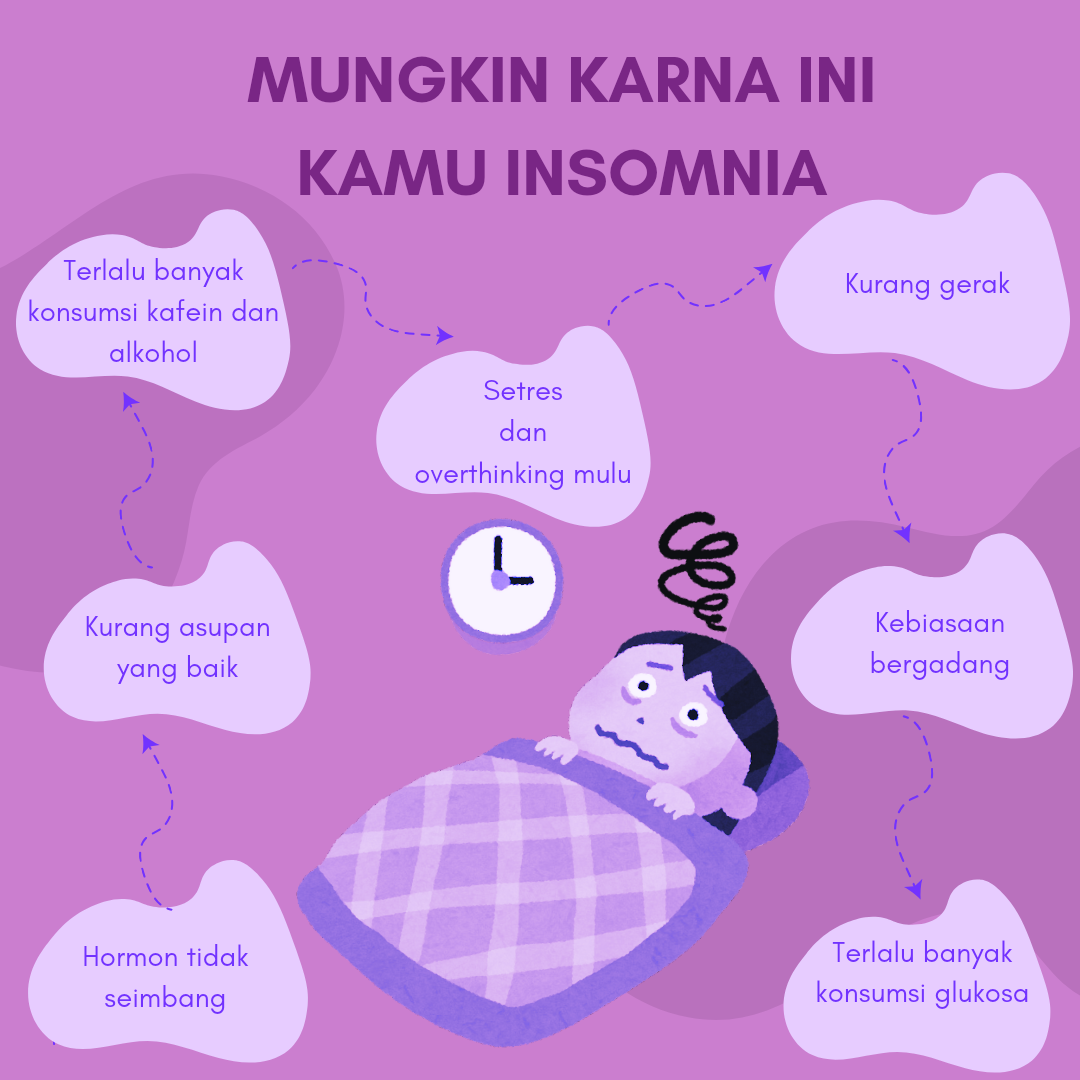 MUNGKIN KARNA INI
KAMU INSOMNIA
Hormon tidak
seimbang
Kurang asupan
yang baik
Terlalu banyak
konsumsi kafein dan
alkohol
Setres
dan
overthinking mulu
Kurang gerak
Kebiasaan
bergadang
Terlalu banyak
konsumsi glukosa